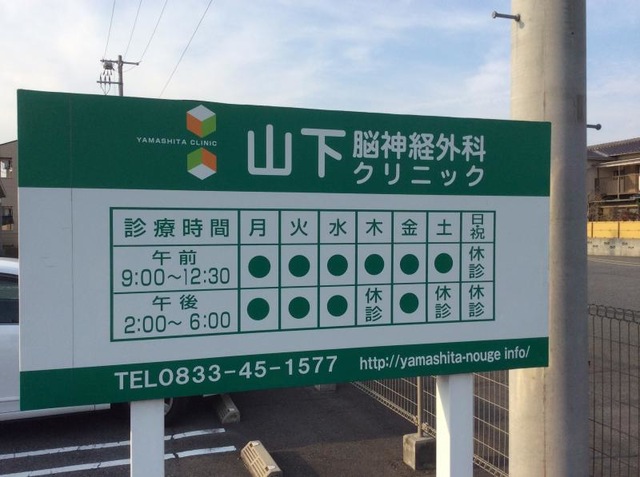 YAMASHITA CLINIC
山下 脳神経外科
クリニック
診療時間 月 火 水 木 金 土 日祝
午前 9:00〜12:30 ● ● ● ● ● ● 休診
午後 2:00〜6:00 ● ● ● 休診 ● 休診 休診
TEL0833-45-1577 http://yamashita-nouge info/